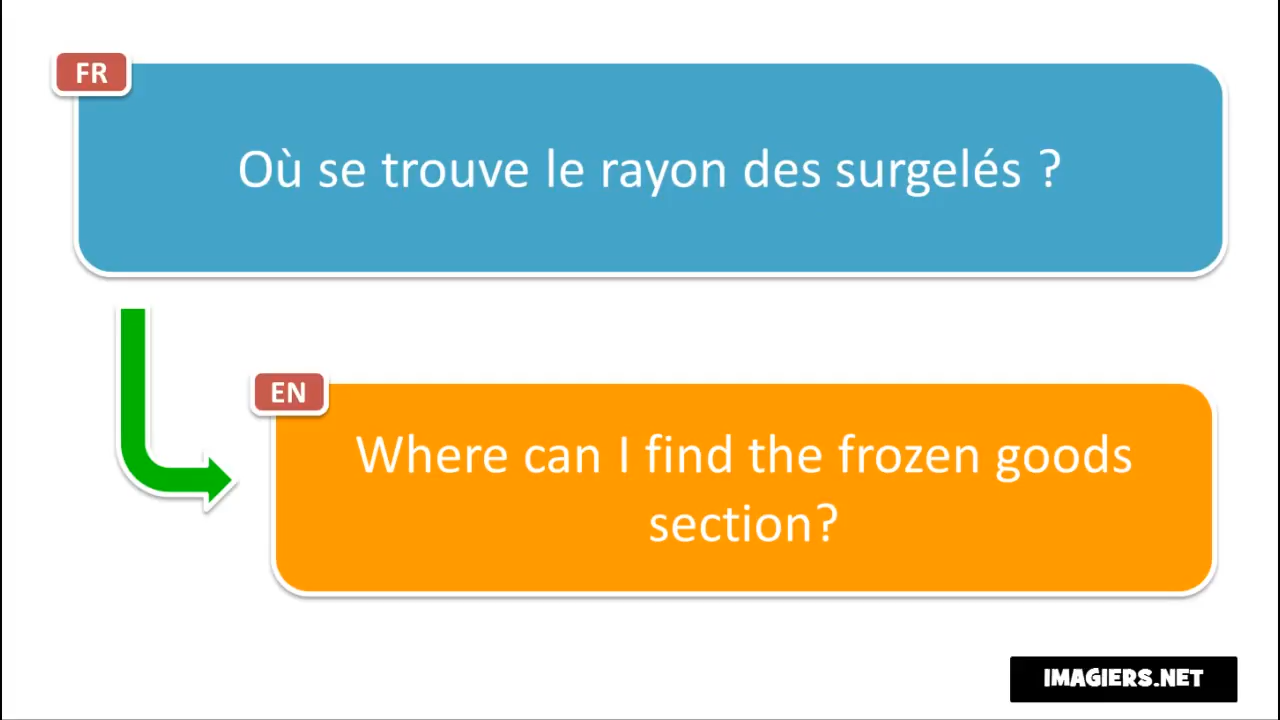 FR
Où se trouve le rayon des surgelés ?
EN
Where can I find the frozen goods
section?
IMAGIERS.NET